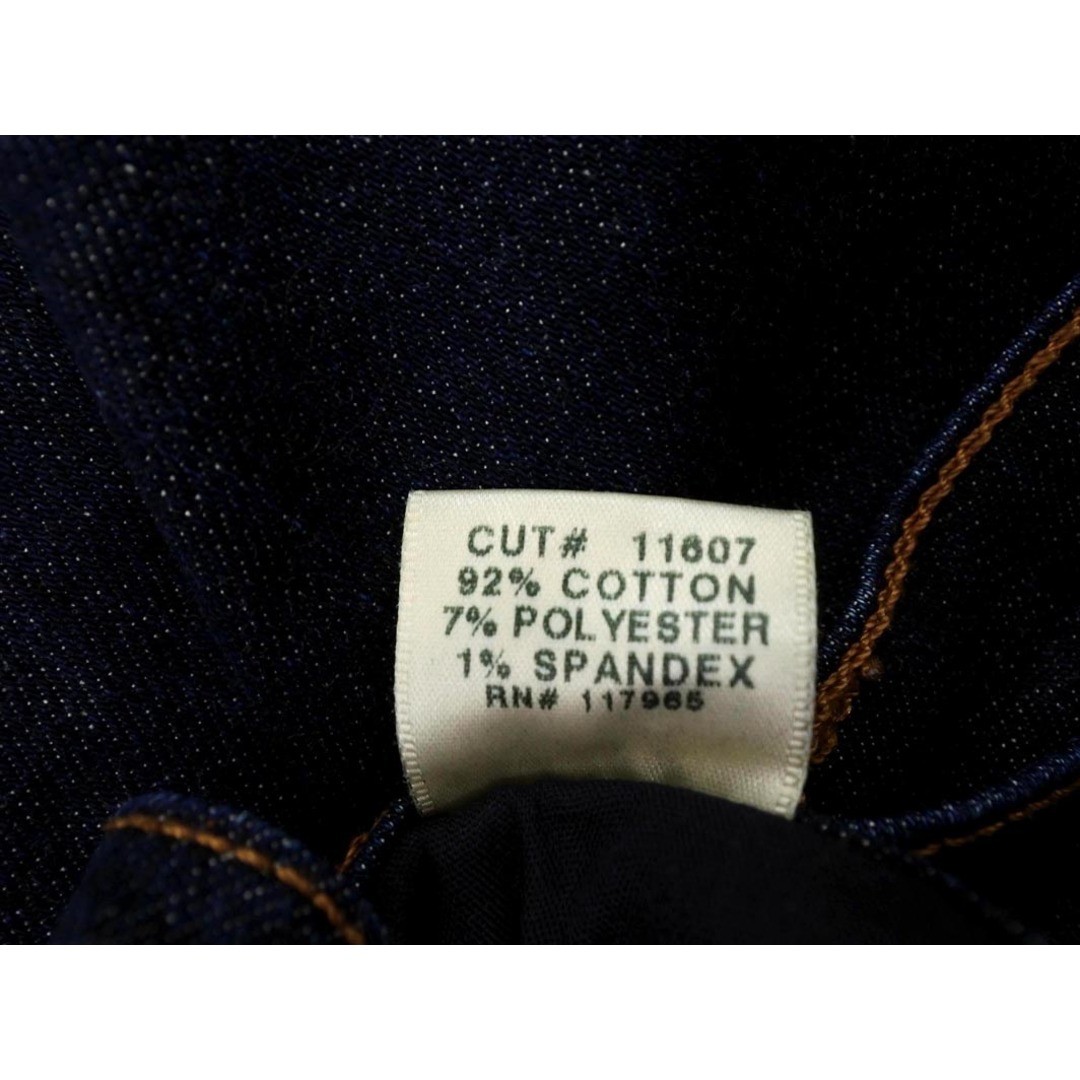 CUT# 11607
92% COTTON
7% POLYESTER
1% SPANDEX
RN# 117965